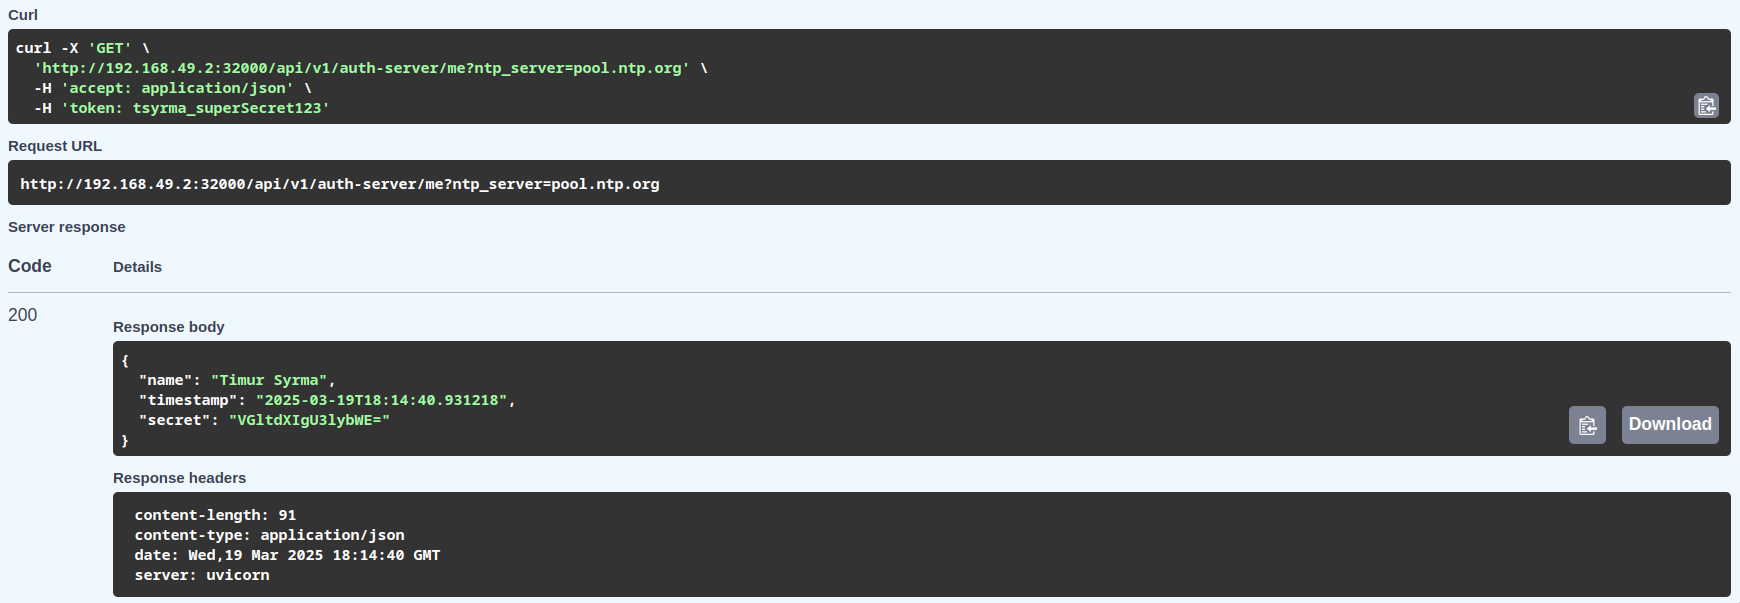 Curl
curl -X 'GET' \
  'http://192.168.49.2:32000/api/v1/auth-server/me?ntp_server=pool.ntp.org' \
  -H 'accept: application/json' \
  -H 'token: tsyrma_superSecret123'
Request URL
http://192.168.49.2:32000/api/v1/auth-server/me?ntp_server=pool.ntp.org
Server response
Code Details
200
Response body
{
  "name": "Timur Syrma",
  "timestamp": "2025-03-19T18:14:40.931218",
  "secret": "VGltdXIgU3lybWE="
}
Download
Response headers
content-length: 91
content-type: application/json
date: Wed,19 Mar 2025 18:14:40 GMT
server: uvicorn